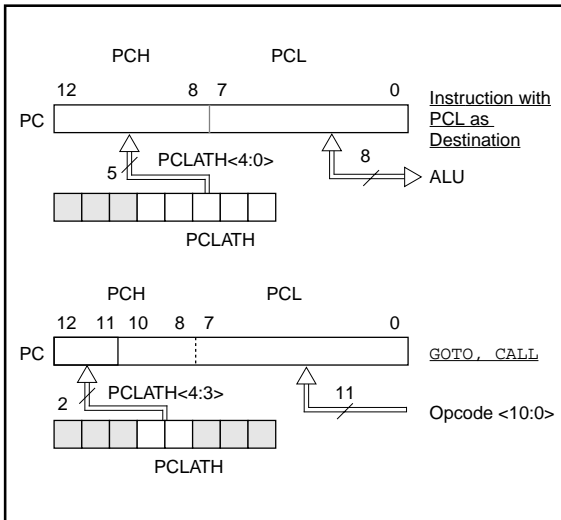 PCH PCL
12 8 7 0
PC
Instruction with
PCL as
Destination
5 PCLATH<4:0> 8
ALU
PCLATH
PCH PCL
12 11 10 8 7 0
PC
GOTO, CALL
2 PCLATH<4:3> 11
Opcode <10:0>
PCLATH